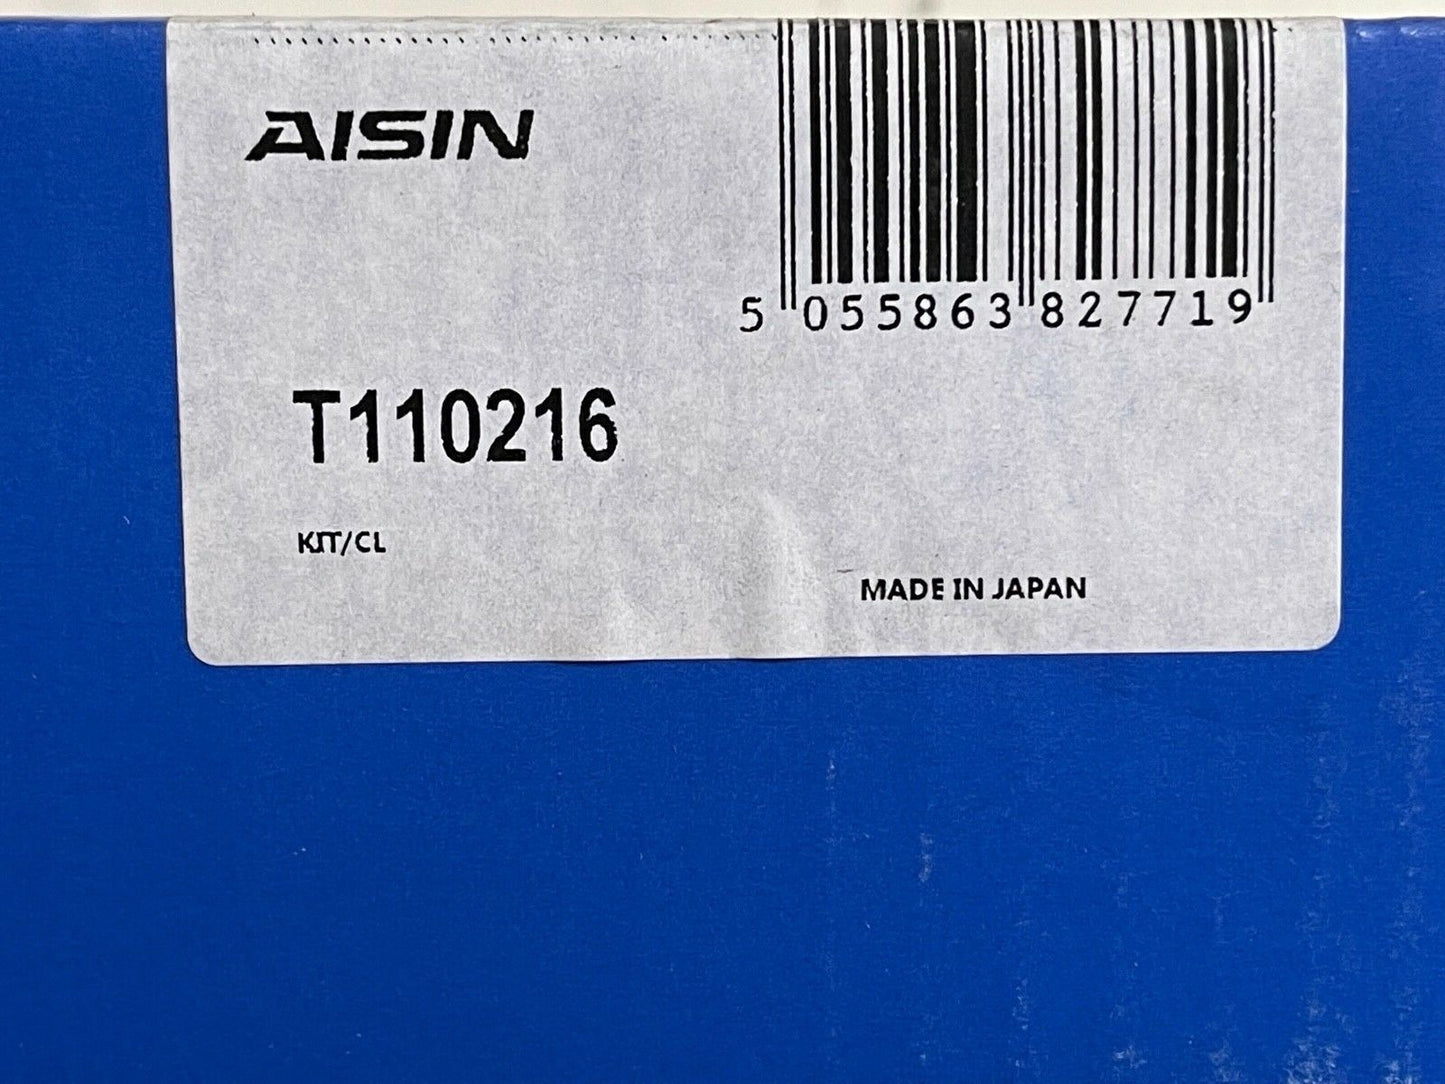 AISIN
5 055863 827719
T110216
KIT/CL
MADE IN JAPAN